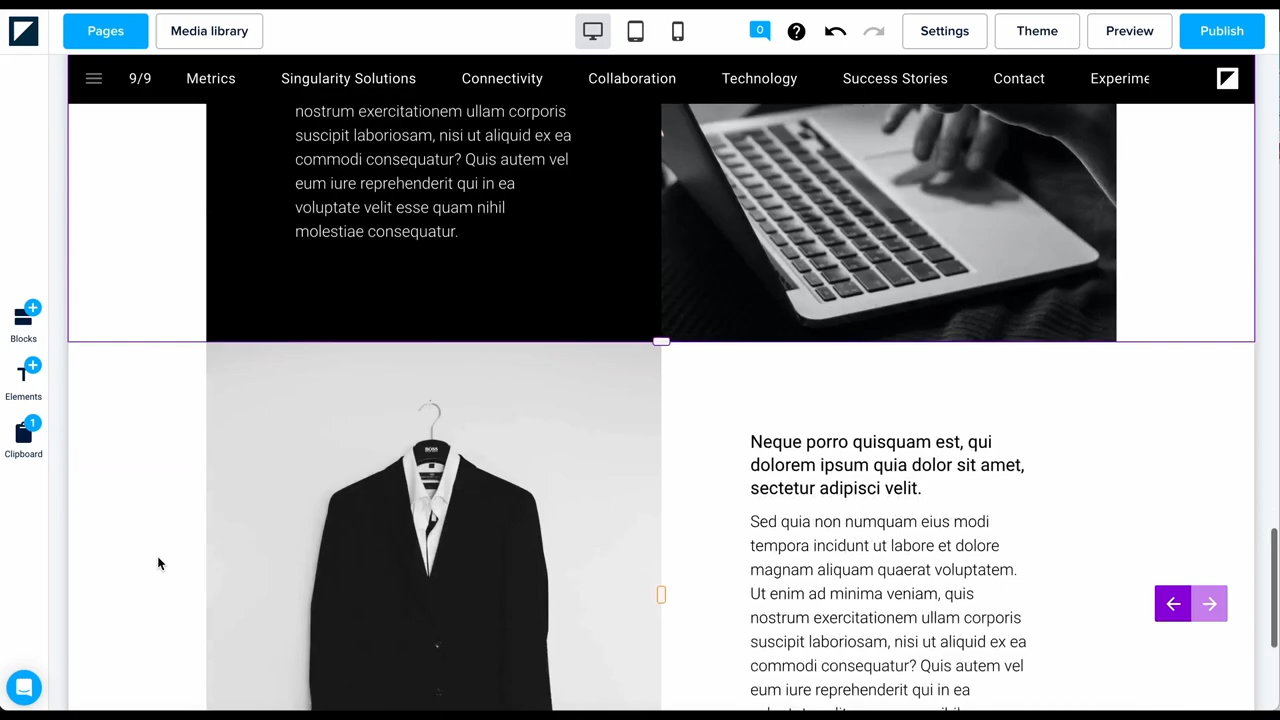 Pages
Media library
0
?
Settings
Theme
Preview
Publish
9/9
Metrics
Singularity Solutions
Connectivity
Collaboration
Technology
Success Stories
Contact
Experime
nostrum exercitationem ullam corporis
suscipit laboriosam, nisi ut aliquid ex ea
commodi consequatur? Quis autem vel
eum iure reprehenderit qui in ea
voluptate velit esse quam nihil
molestiae consequatur.
Blocks
T
Elements
1
Clipboard
BOSS
Neque porro quisquam est, qui
dolorem ipsum quia dolor sit amet,
sectetur adipisci velit.
Sed quia non numquam eius modi
tempora incidunt ut labore et dolore
magnam aliquam quaerat voluptatem.
Ut enim ad minima veniam, quis
nostrum exercitationem ullam corporis
suscipit laboriosam, nisi ut aliquid ex ea
commodi consequatur? Quis autem vel
eum iure reprehenderit qui in ea